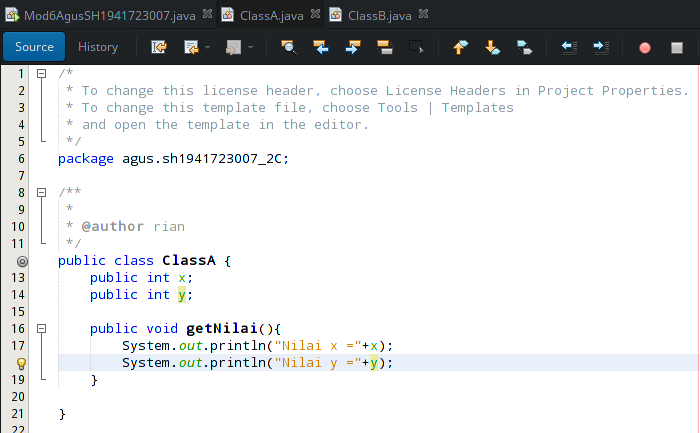 Mod6AgusSH1941723007.java ClassA.java ClassB.java
Source History
1 /*
2 * To change this license header, choose License Headers in Project Properties.
3 * To change this template file, choose Tools | Templates
4 * and open the template in the editor.
5 */
6 package agus.sh1941723007_2C;
7
8 /**
9 *
10 * @author rian
11 */
public class ClassA {
13 public int x;
14 public int y;
15
16 public void getNilai(){
17 System.out.println("Nilai x ="+x);
System.out.println("Nilai y ="+y);
19 }
20
21 }
22